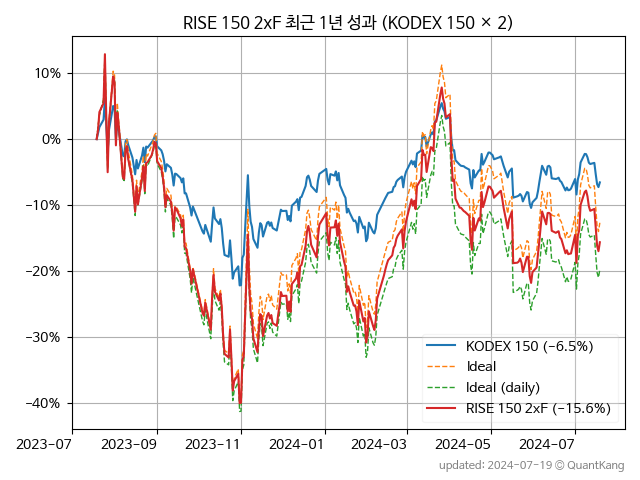 RISE 150 2xF 최근 1년 성과 (KODEX 150 × 2)
10%
0%
−10%
−20%
−30%
−40%
KODEX 150 (−6.5%)
Ideal
Ideal (daily)
RISE 150 2xF (−15.6%)
2023-07 2023-09 2023-11 2024-01 2024-03 2024-05 2024-07
updated: 2024-07-19 @ QuantKang